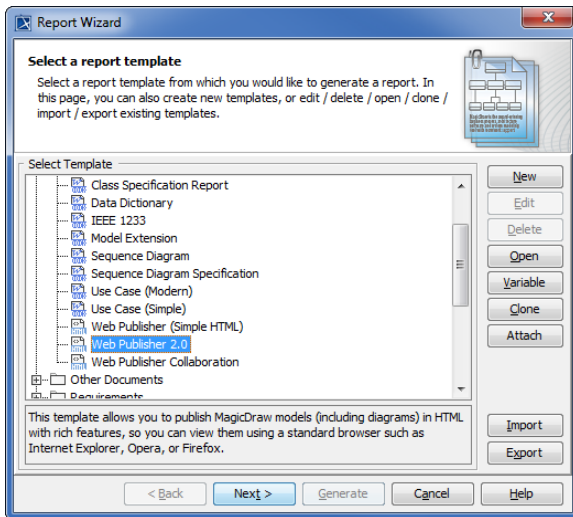 Report Wizard
Select a report template
Select a report template from which you would like to generate a report. In
this page, you can also create new templates, or edit / delete / open / clone /
import / export existing templates.
Select Template
Class Specification Report
Data Dictionary
IEEE 1233
Model Extension
Sequence Diagram
Sequence Diagram Specification
Use Case (Modern)
Use Case (Simple)
Web Publisher (Simple HTML)
Web Publisher 2.0
Web Publisher Collaboration
Other Documents
Requirements
New
Edit
Delete
Open
Variable
Clone
Attach
This template allows you to publish MagicDraw models (including diagrams) in HTML
with rich features, so you can view them using a standard browser such as
Internet Explorer, Opera, or Firefox.
Import
Export
< Back
Next >
Generate
Cancel
Help